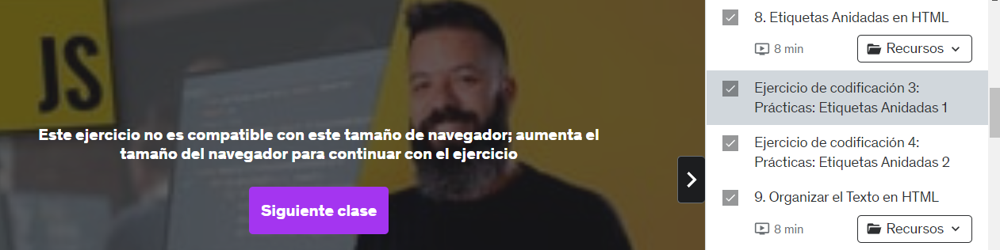 JS
Este ejercicio no es compatible con este tamaño de navegador; aumenta el
tamaño del navegador para continuar con el ejercicio
Siguiente clase
8. Etiquetas Anidadas en HTML
8 min
Recursos
Ejercicio de codificación 3:
Prácticas: Etiquetas Anidadas 1
Ejercicio de codificación 4:
Prácticas: Etiquetas Anidadas 2
9. Organizar el Texto en HTML
8 min
Recursos